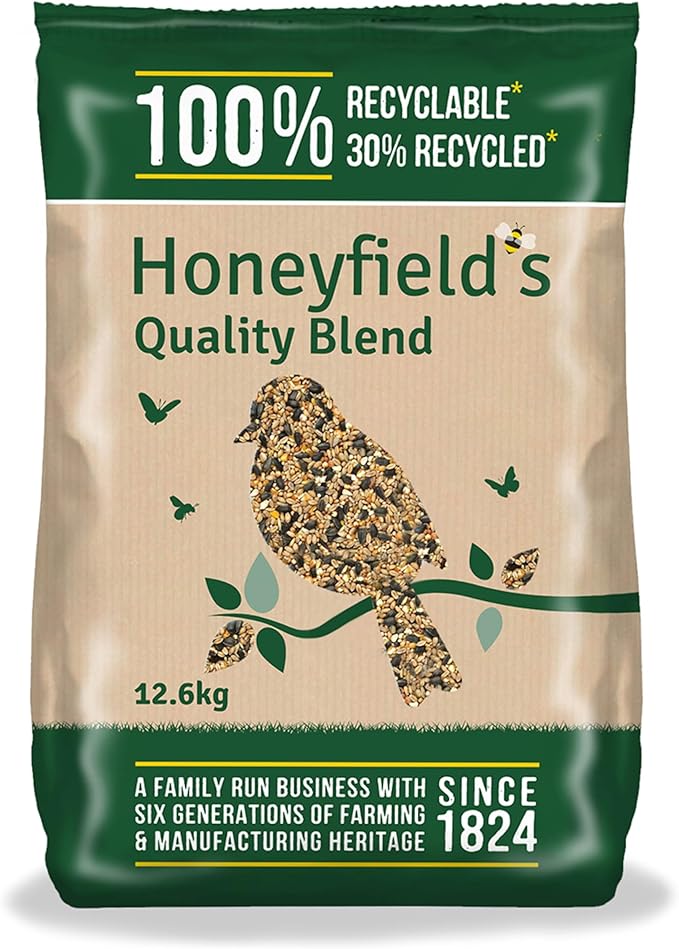 100% RECYCLABLE*
30% RECYCLED*
Honeyfield's
Quality Blend
12.6kg
A FAMILY RUN BUSINESS WITH
SIX GENERATIONS OF FARMING
& MANUFACTURING HERITAGE
SINCE
1824